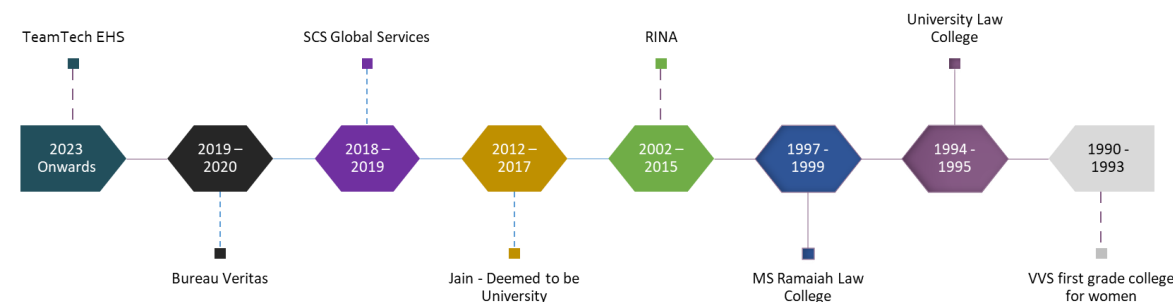 TeamTech EHS
SCS Global Services
RINA
University Law
College
2023
Onwards
2019 –
2020
2018 –
2019
2012 –
2017
2002 –
2015
1997 -
1999
1994 -
1995
1990 -
1993
Bureau Veritas
Jain - Deemed to be
University
MS Ramaiah Law
College
VVS first grade college
for women